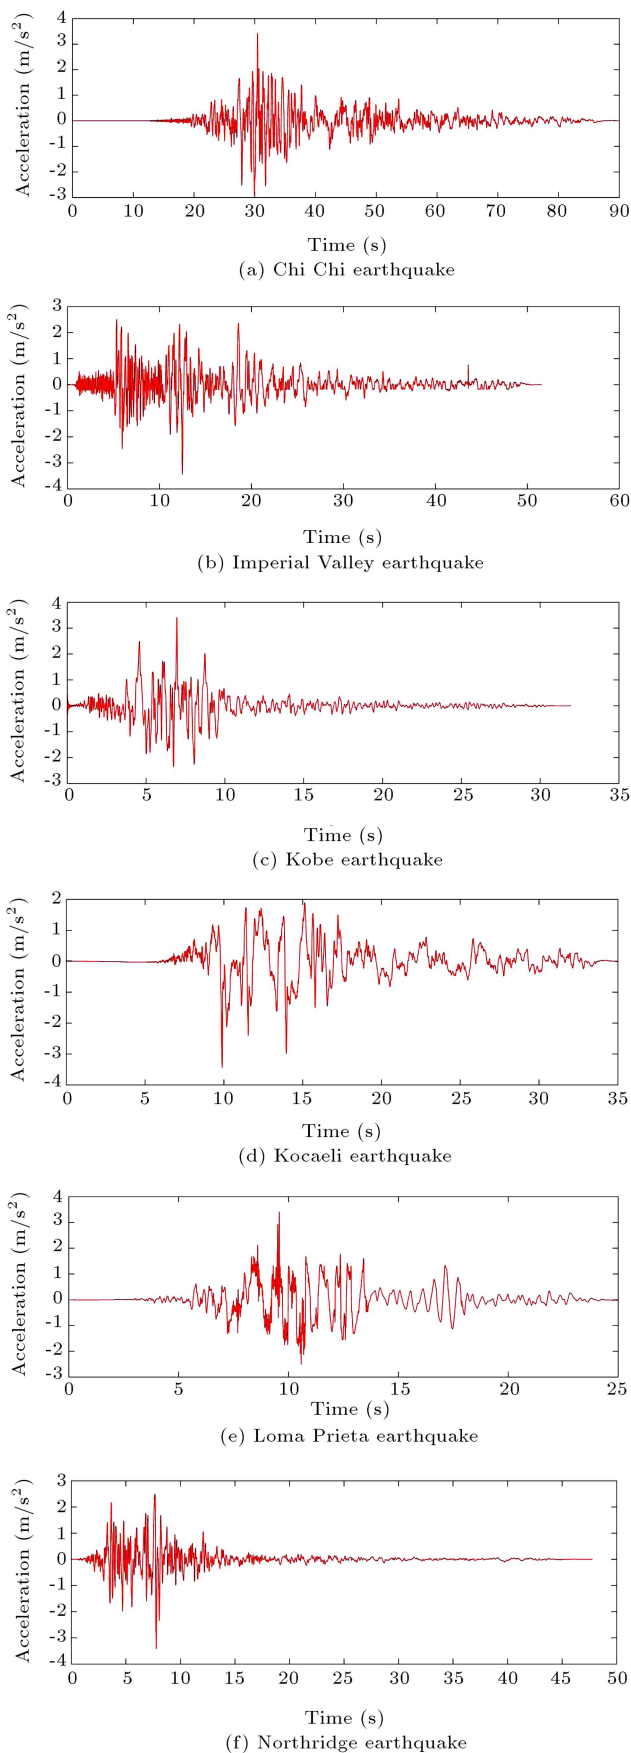 Acceleration (m/s2)
4
3
2
1
0
-1
-2
-3
0 10 20 30 40 50 60 70 80 90
Time (s)
(a) Chi Chi earthquake
Acceleration (m/s2)
3
2
1
0
-1
-2
-3
-4
0 10 20 30 40 50 60
Time (s)
(b) Imperial Valley earthquake
Acceleration (m/s2)
4
3
2
1
0
-1
-2
-3
0 5 10 15 20 25 30 35
Time (s)
(c) Kobe earthquake
Acceleration (m/s2)
2
1
0
-1
-2
-3
-4
0 5 10 15 20 25 30 35
Time (s)
(d) Kocaeli earthquake
Acceleration (m/s2)
4
3
2
1
0
-1
-2
-3
0 5 10 15 20 25
Time (s)
(e) Loma Prieta earthquake
Acceleration (m/s2)
3
2
1
0
-1
-2
-3
-4
0 5 10 15 20 25 30 35 40 45 50
Time (s)
(f) Northridge earthquake